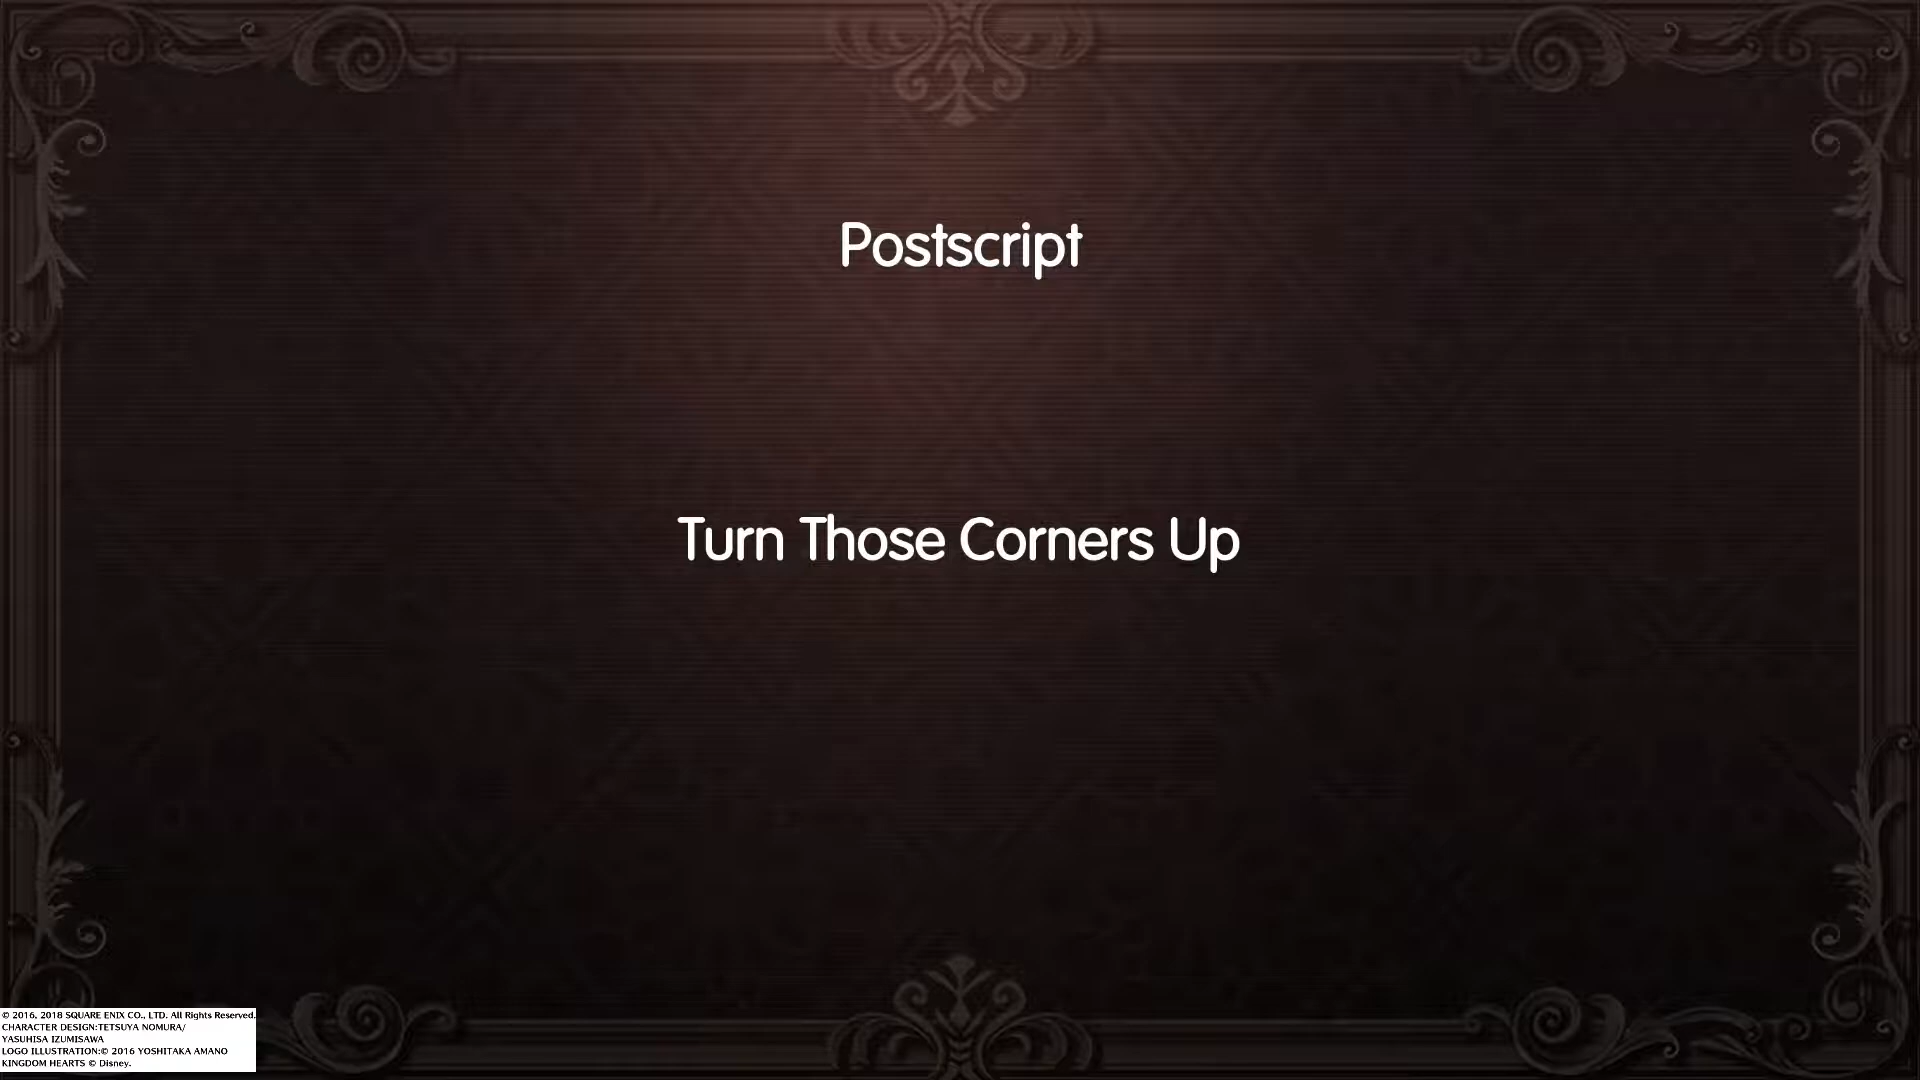 Postscript
Turn Those Corners Up
© 2016, 2018 SQUARE ENIX CO., LTD. All Rights Reserved.
CHARACTER DESIGN:TETSUYA NOMURA/
YASUHISA IZUMISAWA
LOGO ILLUSTRATION:© 2016 YOSHITAKA AMANO
KINGDOM HEARTS © Disney.